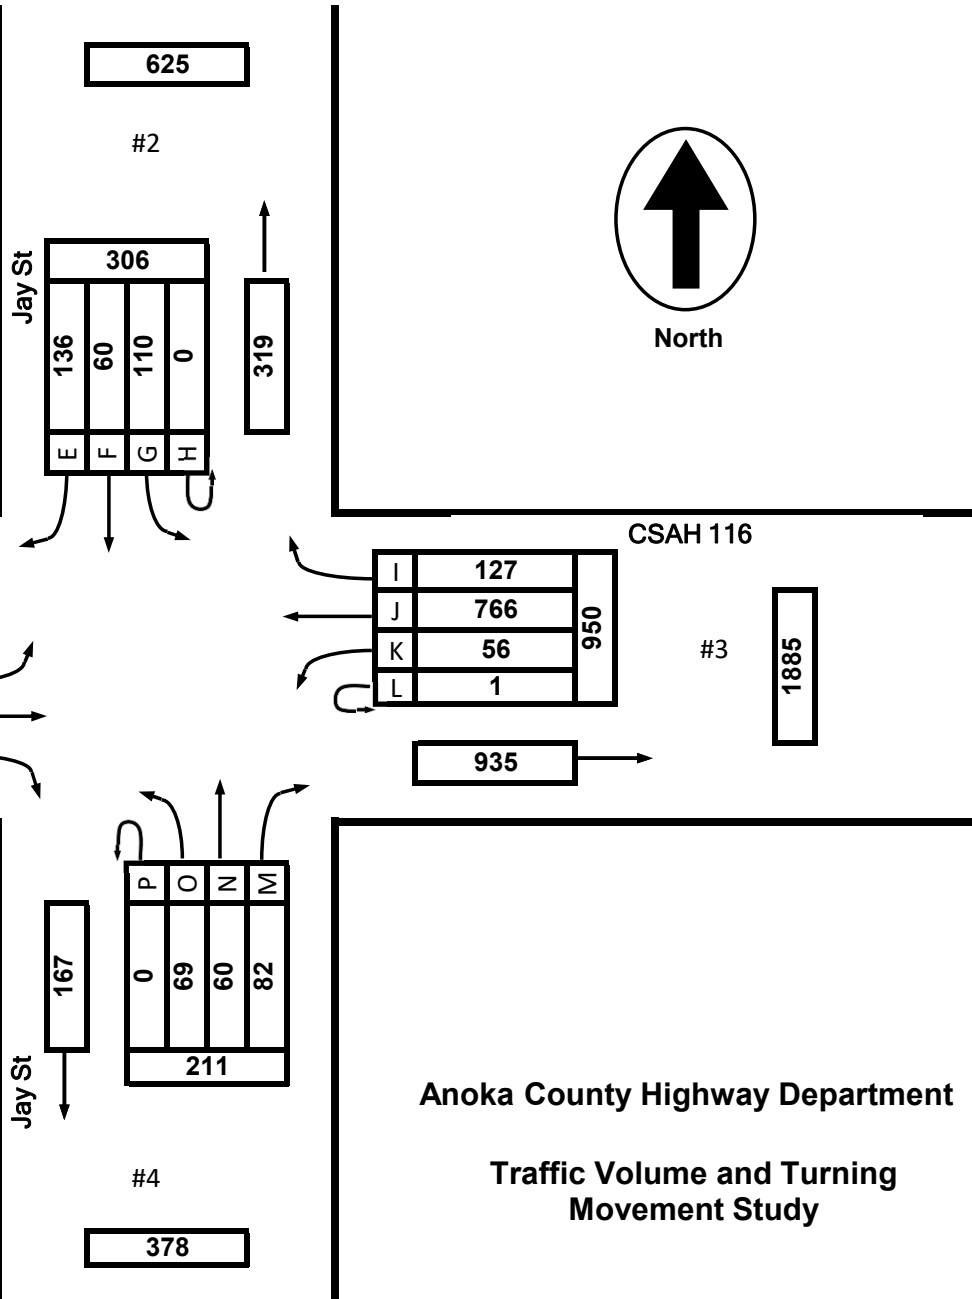 625
#2
Jay St
306
136
60
110
0
319
E
F
G
H
North
CSAH 116
I
127
J
766
K
56
L
1
950
#3
1885
935
P
O
N
M
167
0
69
60
82
211
Jay St
#4
378
Anoka County Highway Department
Traffic Volume and Turning
Movement Study